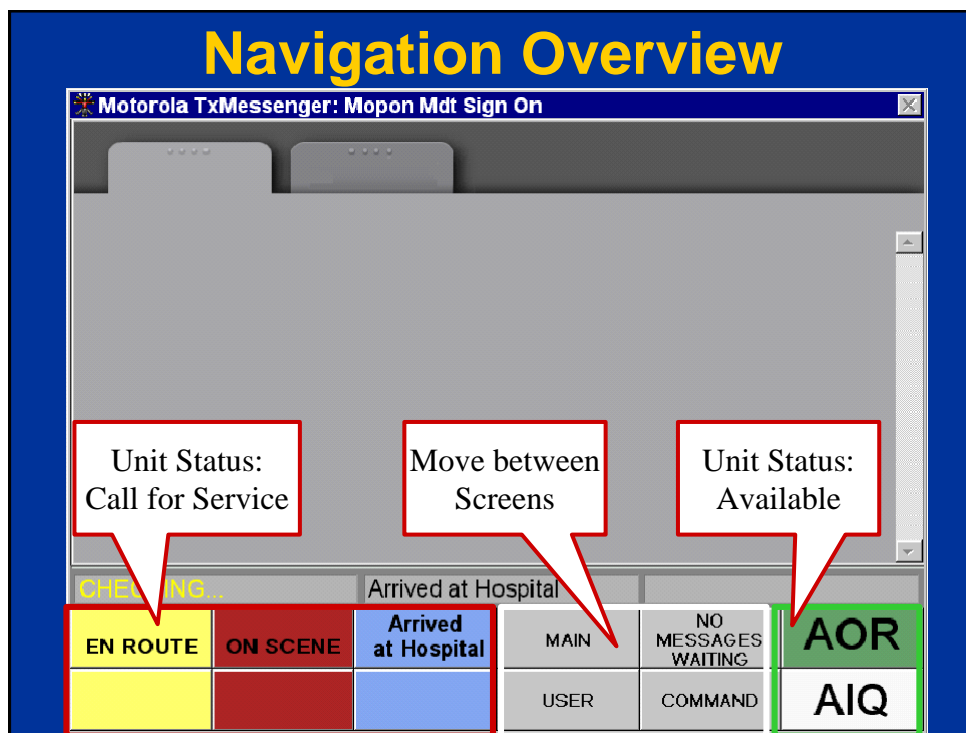 Navigation Overview
Motorola TxMessenger: Mopon Mdt Sign On
Unit Status:
Call for Service
Move between
Screens
Unit Status:
Available
CHECKING...
Arrived at Hospital
EN ROUTE
ON SCENE
Arrived
at Hospital
MAIN
NO
MESSAGES
WAITING
AOR
USER
COMMAND
AIQ